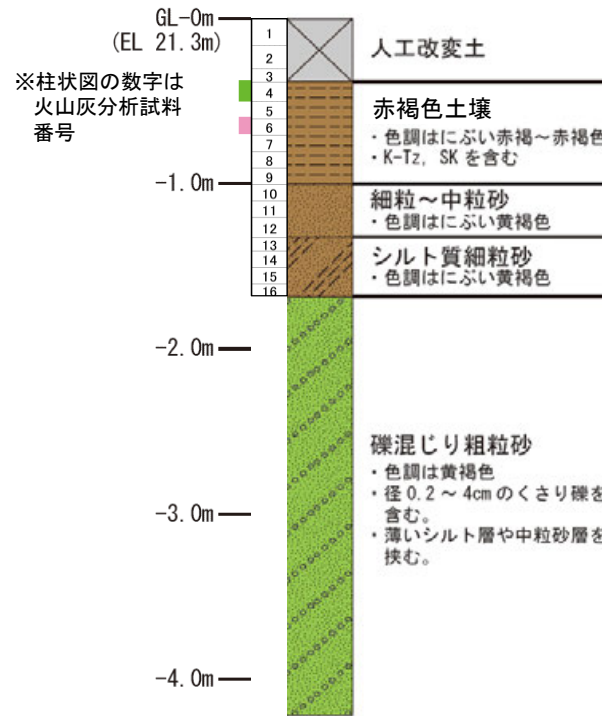 GL-0m
(EL 21.3m)
※柱状図の数字は
火山灰分析試料
番号
1
2
3
4
5
6
7
8
9
10
11
12
13
14
15
16
-1.0m
-2.0m
-3.0m
-4.0m
人工改変土
赤褐色土壌
・色調はにぶい赤褐～赤褐色
・K-Tz, SK を含む
細粒～中粒砂
・色調はにぶい黄褐色
シルト質細粒砂
・色調はにぶい黄褐色
礫混じり粗粒砂
・色調は黄褐色
・径 0.2 ～ 4cm のくさり礫を
含む。
・薄いシルト層や中粒砂層を
挟む。